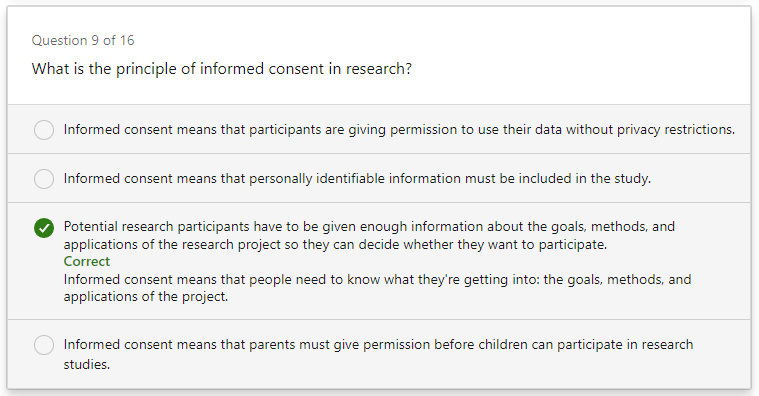 Question 9 of 16
What is the principle of informed consent in research?
Informed consent means that participants are giving permission to use their data without privacy restrictions.
Informed consent means that personally identifiable information must be included in the study.
Potential research participants have to be given enough information about the goals, methods, and
applications of the research project so they can decide whether they want to participate.
Correct
Informed consent means that people need to know what they're getting into: the goals, methods, and
applications of the project.
Informed consent means that parents must give permission before children can participate in research
studies.